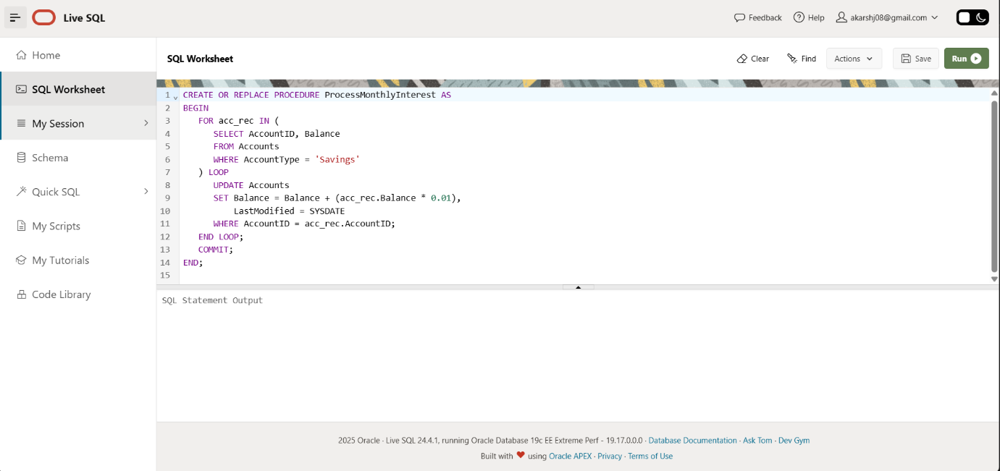 Live SQL
Feedback Help akarshj08@gmail.com
Home
SQL Worksheet
My Session
Schema
Quick SQL
My Scripts
My Tutorials
Code Library
SQL Worksheet
Clear Find Actions Save Run
1 CREATE OR REPLACE PROCEDURE ProcessMonthlyInterest AS
2 BEGIN
3 FOR acc_rec IN (
4 SELECT AccountID, Balance
5 FROM Accounts
6 WHERE AccountType = 'Savings'
7 ) LOOP
8 UPDATE Accounts
9 SET Balance = Balance + (acc_rec.Balance * 0.01),
10 LastModified = SYSDATE
11 WHERE AccountID = acc_rec.AccountID;
12 END LOOP;
13 COMMIT;
14 END;
15
SQL Statement Output
2025 Oracle · Live SQL 24.4.1, running Oracle Database 19c EE Extreme Perf - 19.17.0.0.0 · Database Documentation · Ask Tom · Dev Gym
Built with ❤ using Oracle APEX · Privacy · Terms of Use